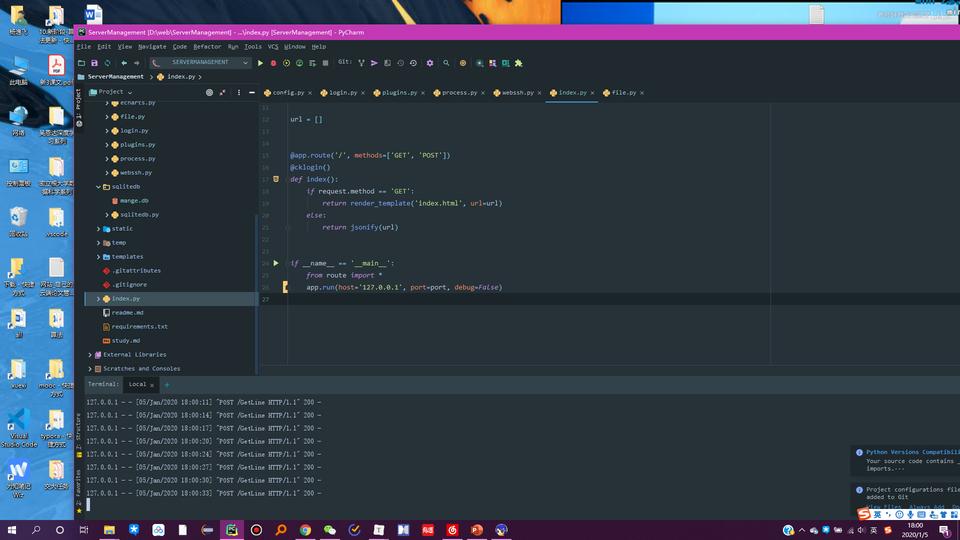 ServerManagement [D:\web\ServerManagement] - ...\index.py [ServerManagement] - PyCharm
File Edit View Navigate Code Refactor Run Tools VCS Window Help
SERVERMANAGEMENT
Git:
ServerManagement
index.py
Project
config.py
login.py
plugins.py
process.py
webssh.py
index.py
file.py
echarts.py
file.py
login.py
plugins.py
process.py
webssh.py
sqlitedb
mange.db
sqlitedb.py
static
temp
templates
.gitattributes
.gitignore
index.py
readme.md
requirements.txt
study.md
External Libraries
Scratches and Consoles
11
12 url = []
13
14
15 @app.route('/', methods=['GET', 'POST'])
16 @cklogin()
17 def index():
18 if request.method == 'GET':
19 return render_template('index.html', url=url)
20 else:
21 return jsonify(url)
22
23
24 if __name__ == '__main__':
25 from route import *
26 app.run(host='127.0.0.1', port=port, debug=False)
27
Terminal: Local
127.0.0.1 - - [05/Jan/2020 18:00:11] "POST /GetLine HTTP/1.1" 200 -
127.0.0.1 - - [05/Jan/2020 18:00:14] "POST /GetLine HTTP/1.1" 200 -
127.0.0.1 - - [05/Jan/2020 18:00:17] "POST /GetLine HTTP/1.1" 200 -
127.0.0.1 - - [05/Jan/2020 18:00:20] "POST /GetLine HTTP/1.1" 200 -
127.0.0.1 - - [05/Jan/2020 18:00:24] "POST /GetLine HTTP/1.1" 200 -
127.0.0.1 - - [05/Jan/2020 18:00:27] "POST /GetLine HTTP/1.1" 200 -
127.0.0.1 - - [05/Jan/2020 18:00:30] "POST /GetLine HTTP/1.1" 200 -
127.0.0.1 - - [05/Jan/2020 18:00:33] "POST /GetLine HTTP/1.1" 200 -
Python Versions Compatibili
Your source code contains _
imports.---
Project configurations file
added to Git
View Files
Project
Structure
Favorites
此电脑
网络
控制面板
回收站
.vscode
算法
xuexi
Visual
Studio Code
为知笔记
Wiz
英
18:00
2020/1/5